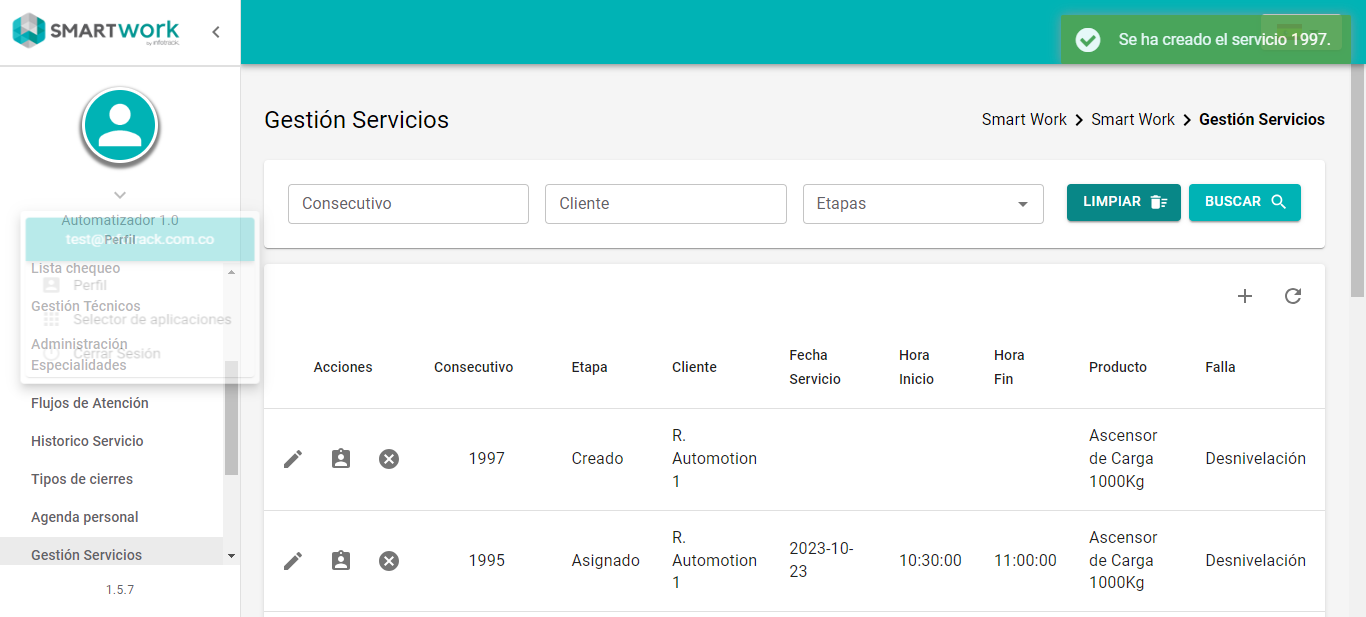 SMARTwork
by infotrack.
Se ha creado el servicio 1997.
Automatizador 1.0
test@infotrack.com.co
Perfil
Lista chequeo
Perfil
Gestión Técnicos
Selector de aplicaciones
Administración
Cerrar Sesión
Especialidades
Flujos de Atención
Historico Servicio
Tipos de cierres
Agenda personal
Gestión Servicios
1.5.7
Gestión Servicios
Smart Work > Smart Work > Gestión Servicios
Consecutivo
Cliente
Etapas
LIMPIAR
BUSCAR
Acciones Consecutivo Etapa Cliente Fecha Servicio Hora Inicio Hora Fin Producto Falla
1997 Creado R. Automotion 1 Ascensor de Carga 1000Kg Desnivelación
1995 Asignado R. Automotion 1 2023-10-23 10:30:00 11:00:00 Ascensor de Carga 1000Kg Desnivelación